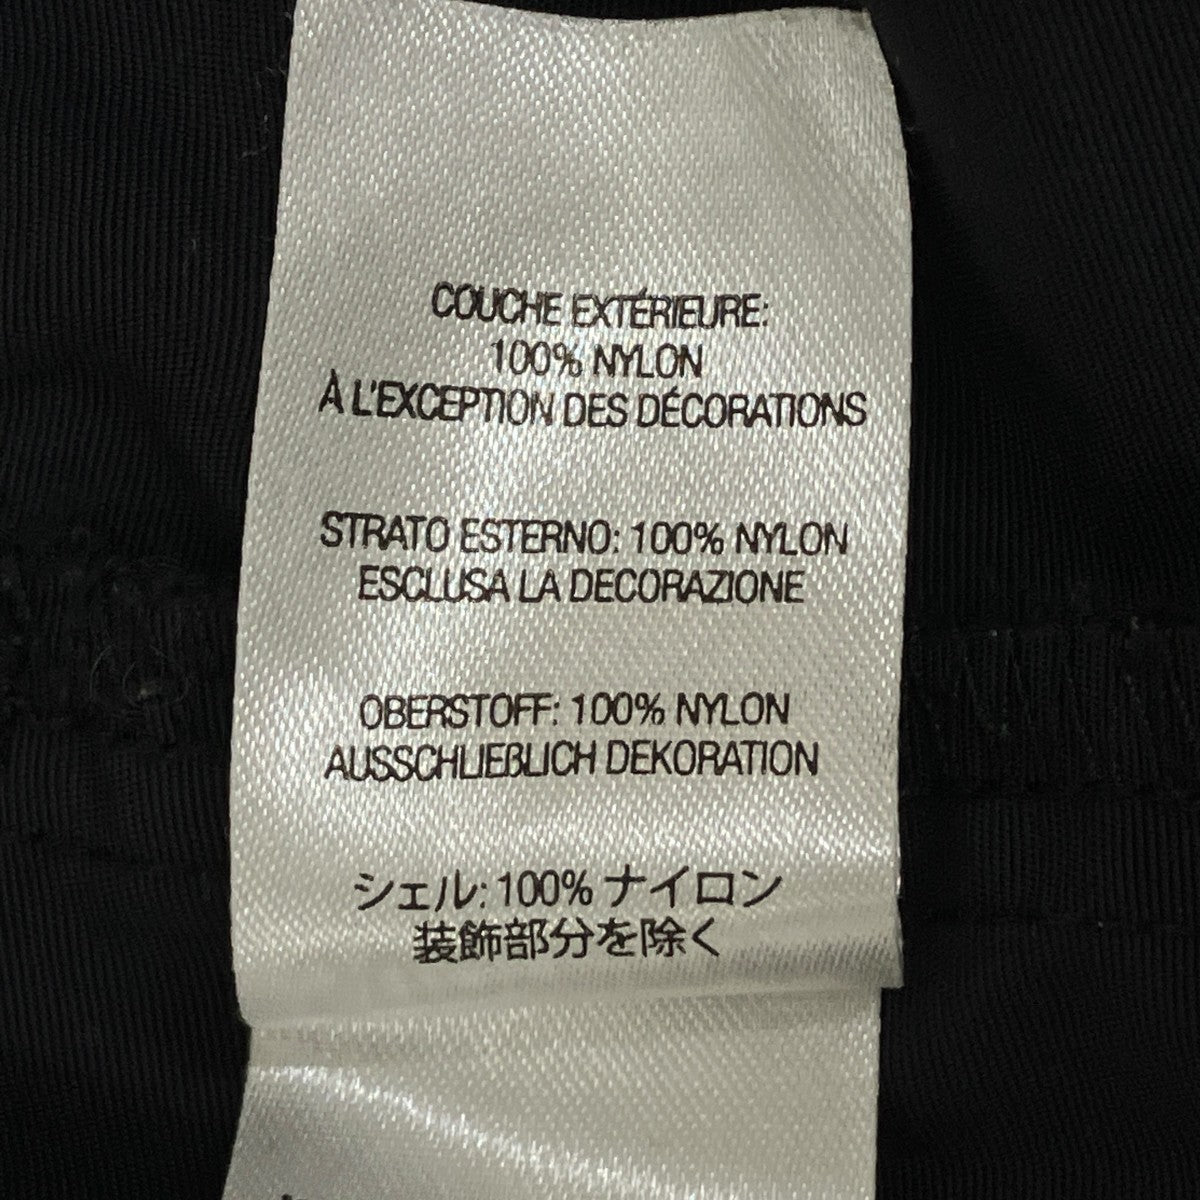 COUCHE EXTÉRIEURE:
100% NYLON
À L'EXCEPTION DES DÉCORATIONS
STRATO ESTERNO: 100% NYLON
ESCLUSA LA DECORAZIONE
OBERSTOFF: 100% NYLON
AUSSCHLIEßLICH DEKORATION
シェル: 100% ナイロン
装飾部分を除く